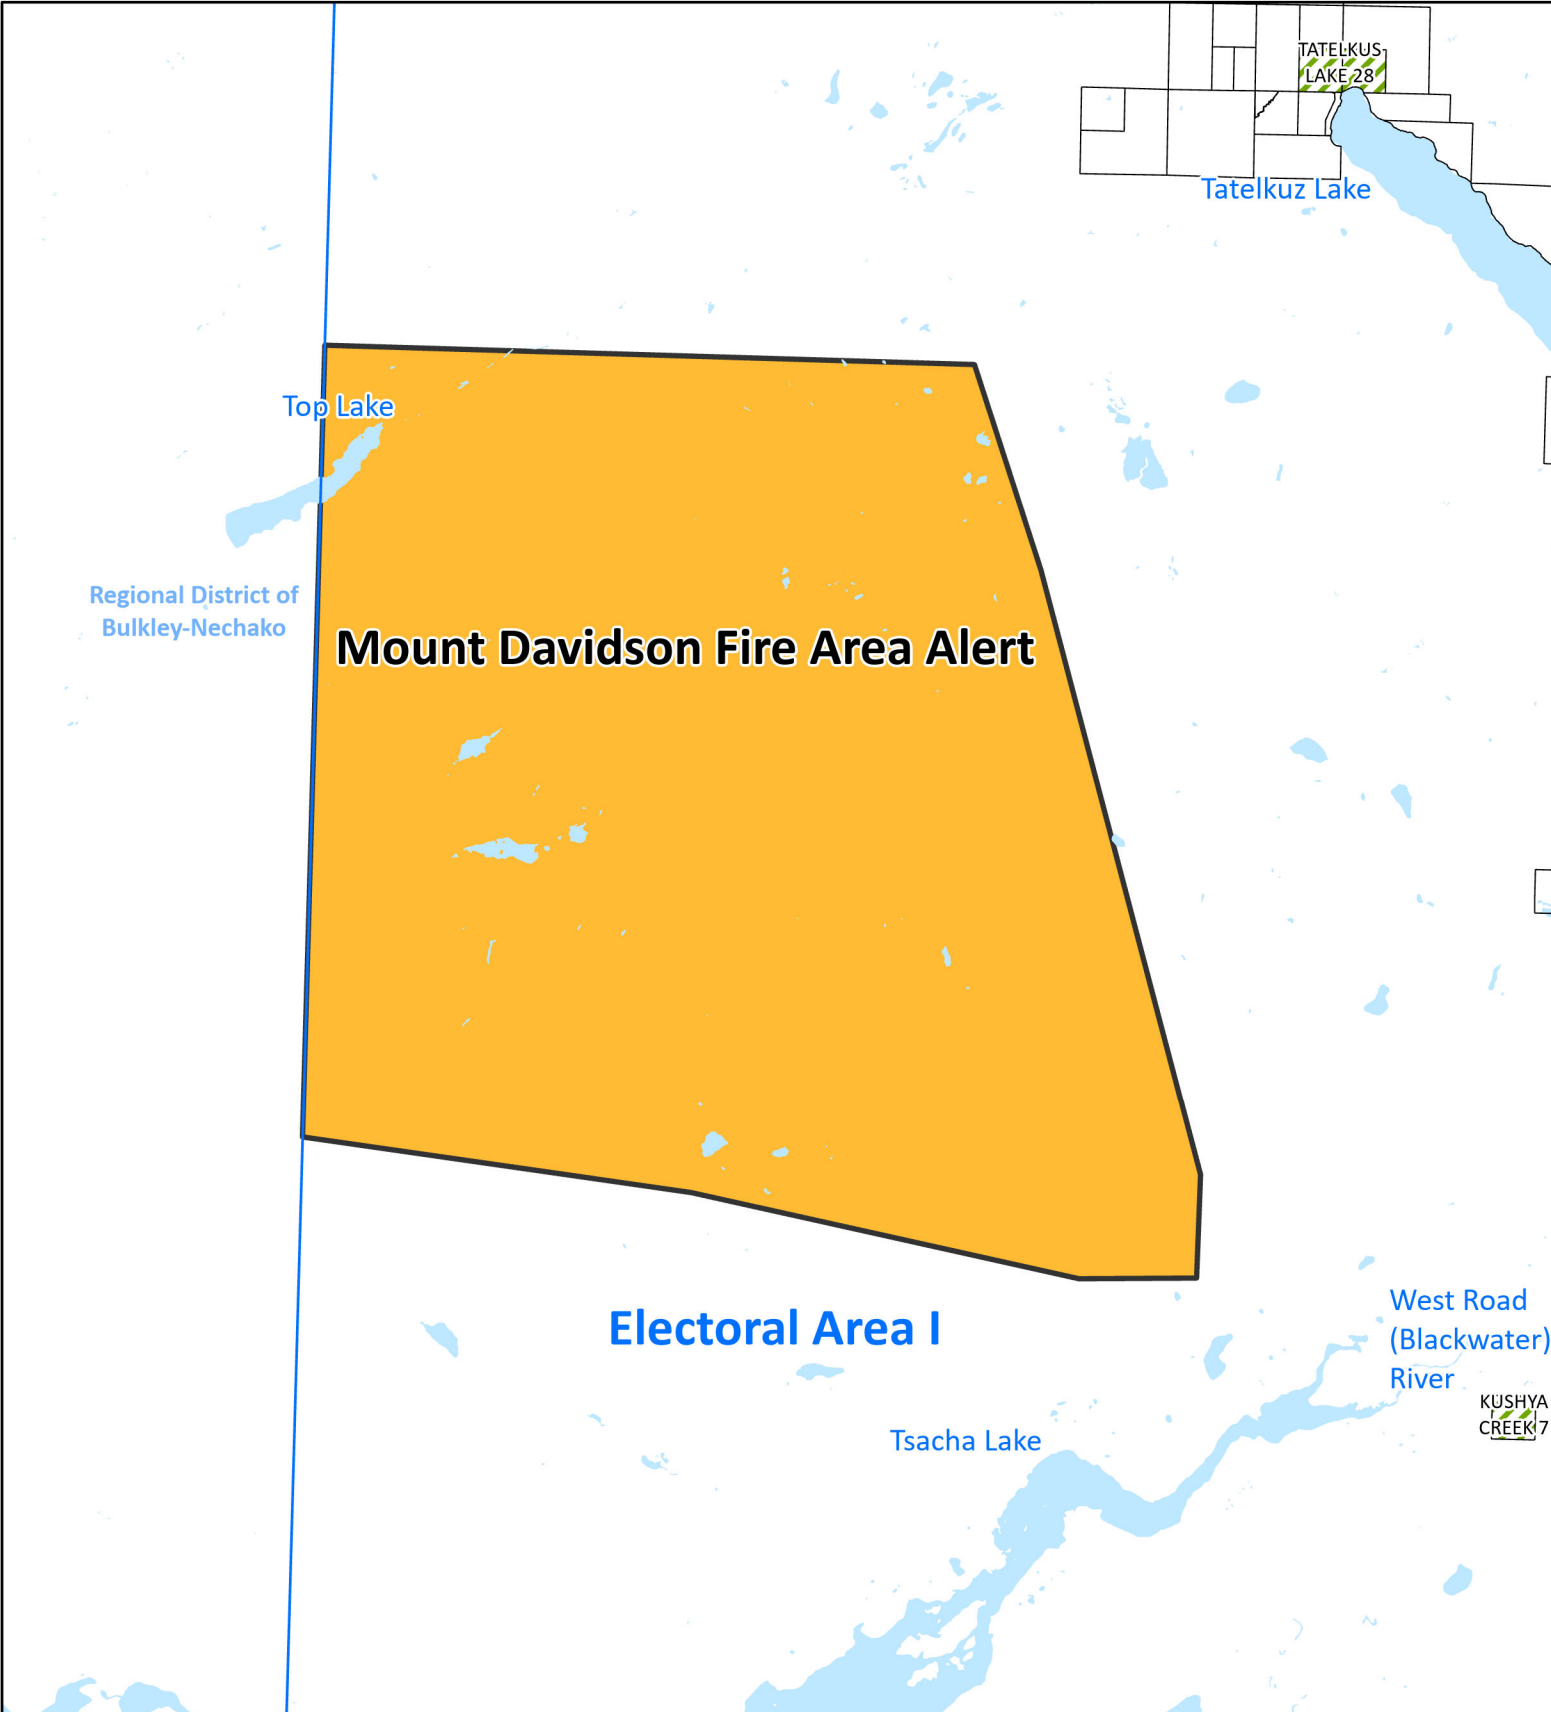 TATELKUS
LAKE 28
Tatelkuz Lake
Top Lake
Regional District of
Bulkley-Nechako
Mount Davidson Fire Area Alert
Electoral Area I
West Road
(Blackwater)
River
KUSHYA
CREEK 7
Tsacha Lake